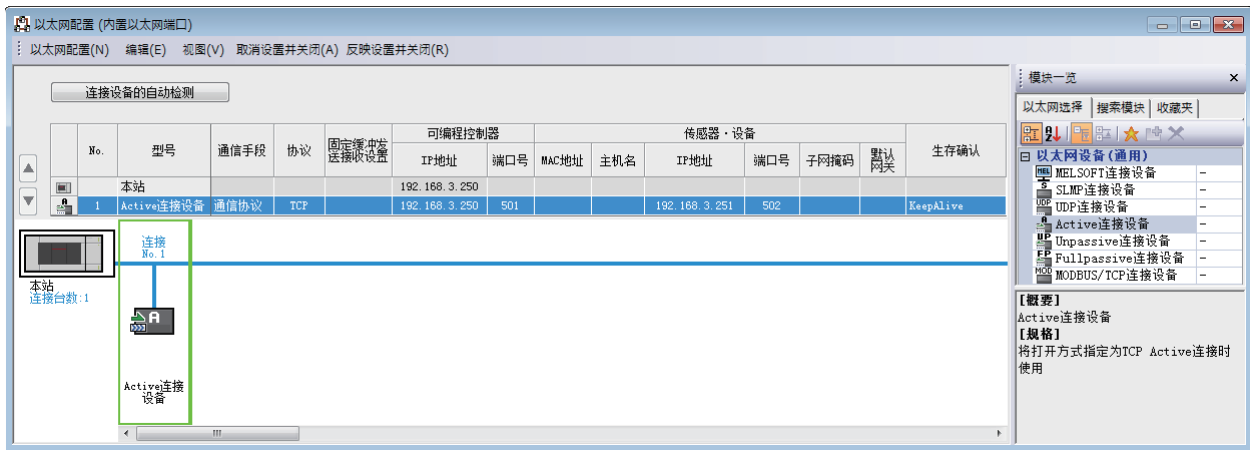 以太网配置 (内置以太网端口)
以太网配置(N) 编辑(E) 视图(V) 取消设置并关闭(A) 反映设置并关闭(R)
连接设备的自动检测
No. 型号 通信手段 协议 固定缓冲发送接收设置 可编程控制器 传感器・设备 生存确认
IP地址 端口号 MAC地址 主机名 IP地址 端口号 子网掩码 默认网关
本站 192.168.3.250
1 Active连接设备 通信协议 TCP 192.168.3.250 501 192.168.3.251 502 KeepAlive
连接
No.1
本站
连接台数:1
A
Active连接
设备
模块一览
以太网选择 搜索模块 收藏夹
以太网设备(通用)
MELSOFT连接设备 -
SLMP连接设备 -
UDP连接设备 -
Active连接设备 -
Unpassive连接设备 -
Fullpassive连接设备 -
MODBUS/TCP连接设备 -
[概要]
Active连接设备
[规格]
将打开方式指定为TCP Active连接时
使用